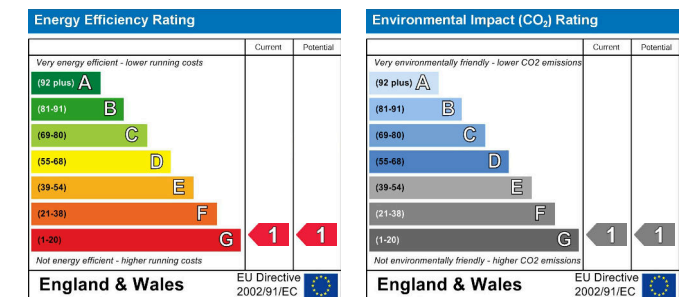 Energy Efficiency Rating
Current Potential
Very energy efficient - lower running costs
(92 plus) A
(81-91) B
(69-80) C
(55-68) D
(39-54) E
(21-38) F
(1-20) G 1 1
Not energy efficient - higher running costs
England & Wales
EU Directive
2002/91/EC
Environmental Impact (CO₂) Rating
Current Potential
Very environmentally friendly - lower CO2 emissions
(92 plus) A
(81-91) B
(69-80) C
(55-68) D
(39-54) E
(21-38) F
(1-20) G 1 1
Not environmentally friendly - higher CO2 emissions
England & Wales
EU Directive
2002/91/EC